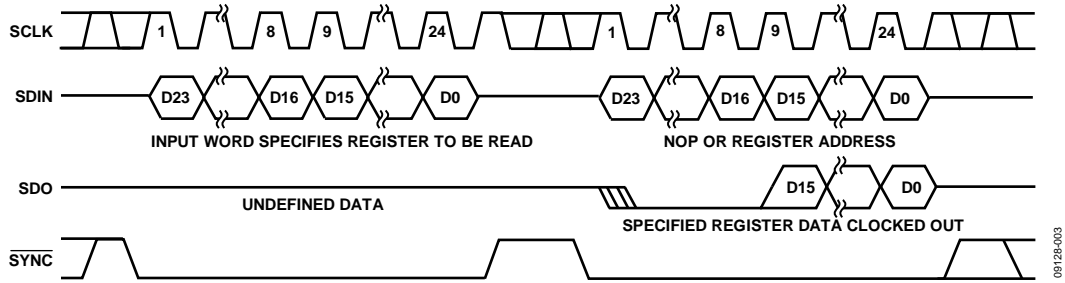 SCLK 1 8 9 24 1 8 9 24
SDIN D23 D16 D15 D0 D23 D16 D15 D0
INPUT WORD SPECIFIES REGISTER TO BE READ NOP OR REGISTER ADDRESS
SDO D15 D0
UNDEFINED DATA
SPECIFIED REGISTER DATA CLOCKED OUT
SYNC
09128-003